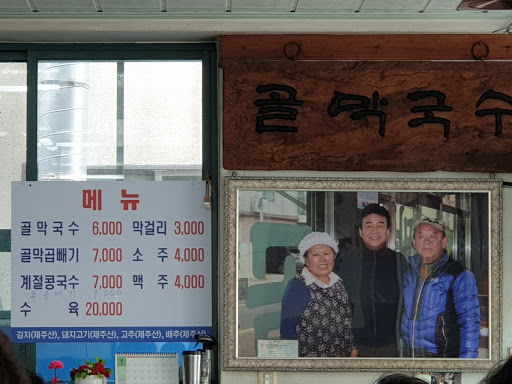 골막국수
메뉴
골막국수 6,000 막걸리 3,000
골막곱빼기 7,000 소주 4,000
계절콩국수 7,000 맥주 4,000
수육 20,000
김치(제주산), 돼지고기(제주산), 고추(제주산), 배추(제주산)